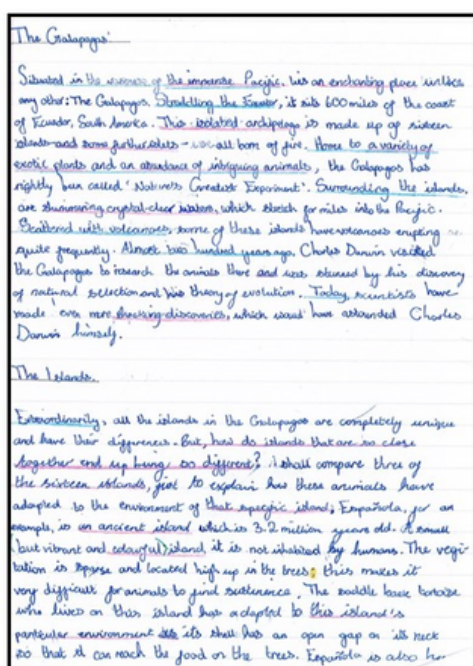 The Galapagos
Situated in the vastness of the immense Pacific, lies an enchanting place unlike
any other: The Galapagos. Straddling the Equator, it sits 600 miles of the coast
of Ecuador, South America. This isolated archipelago is made up of sixteen
islands and some further islets - all born of fire. Home to a variety of
exotic plants and an abundance of intriguing animals, the Galapagos has
rightly been called 'Nature's Greatest Experiment'. Surrounding the islands,
are shimmering crystal-clear waters, which stretch for miles into the Pacific.
Scattered with volcanoes, some of these islands have volcanoes erupting
quite frequently. Almost two hundred years ago, Charles Darwin visited
the Galapagos to research the animals there and was stunned by his discovery
of natural selection and his theory of evolution. Today, scientists have
made even more discoveries, which would have astounded Charles
Darwin himself.
The Islands.
Extraordinarily, all the islands in the Galapagos are completely unique
and have their differences. But, how do islands that are so close
together end up being so different? I shall compare three of
the sixteen islands, just to explain how these animals have
adapted to the environment of that specific island. Española, for an
example, is an ancient island which is 3.2 million years old. A small
(but vibrant and colourful) island it is not inhabited by humans. The vegi
tation is sparse and located high up in the trees; this makes it
very difficult for animals to find sustenance. The saddle back tortoise
who lives on this island has adapted to this island's
particular environment its shell has an open gap on its neck
so that it can reach the food on the trees. Española is also